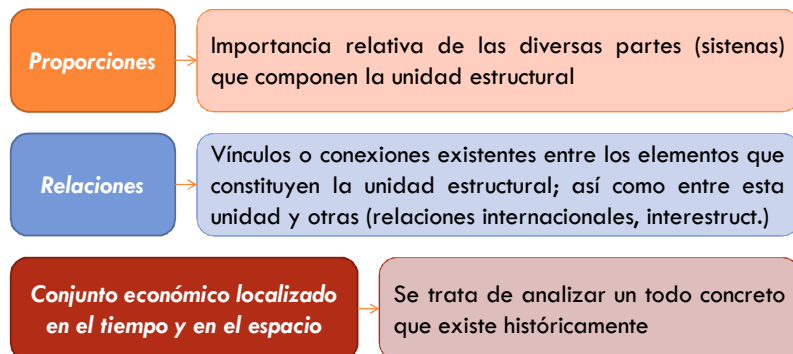 Proporciones
Importancia relativa de las diversas partes (sistenas)
que componen la unidad estructural
Relaciones
Vínculos o conexiones existentes entre los elementos que
constituyen la unidad estructural; así como entre esta
unidad y otras (relaciones internacionales, interestruct.)
Conjunto económico localizado
en el tiempo y en el espacio
Se trata de analizar un todo concreto
que existe históricamente